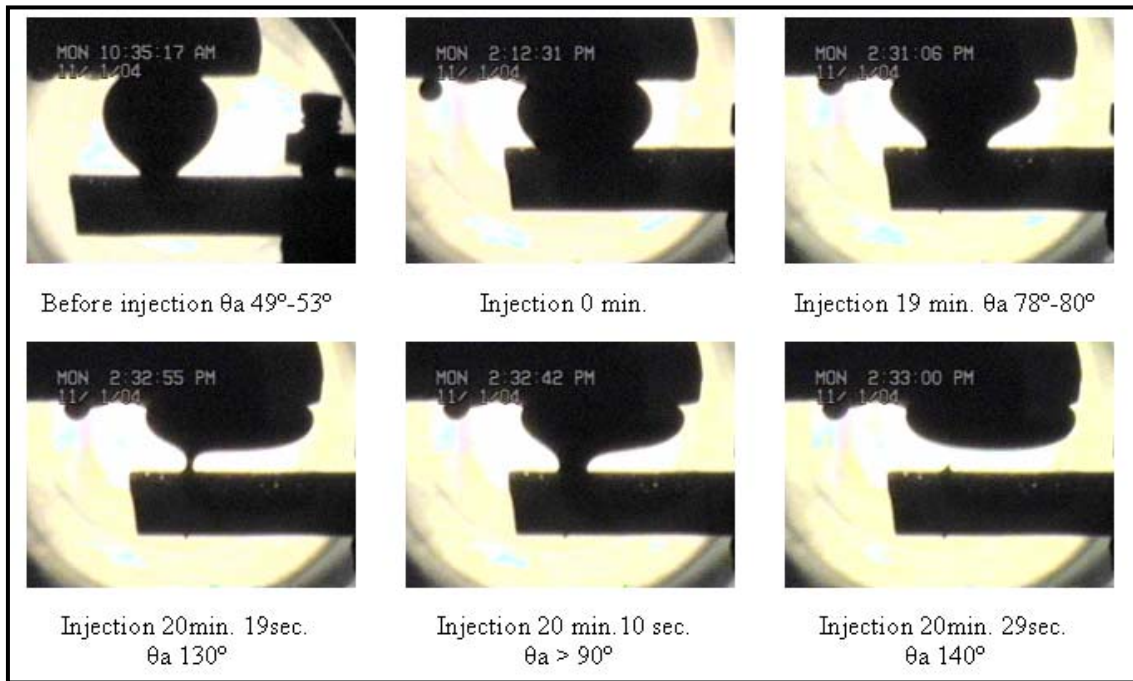 MON 10:35:17 AM
11/ 1/04
MON 2:12:31 PM
11/ 1/04
MON 2:31:06 PM
11/ 1/04
Before injection θa 49º-53º
Injection 0 min.
Injection 19 min. θa 78º-80º
MON 2:32:55 PM
11/ 1/04
MON 2:32:42 PM
11/ 1/04
MON 2:33:00 PM
11/ 1/04
Injection 20min. 19sec.
θa 130º
Injection 20 min.10 sec.
θa > 90º
Injection 20min. 29sec.
θa 140º